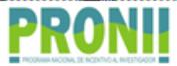 PRONII
PROGRAMA NACIONAL DE INCENTIVO AL INVESTIGADOR